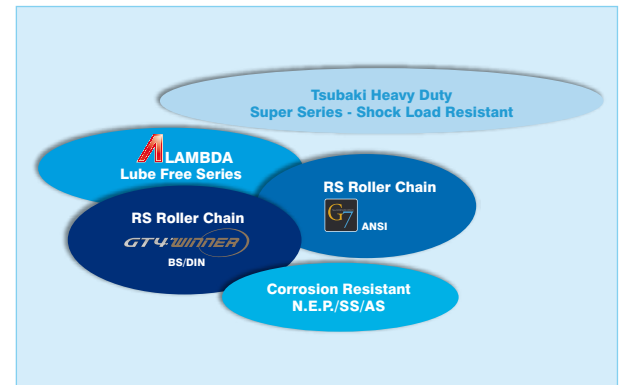 Tsubaki Heavy Duty
Super Series - Shock Load Resistant
LAMBDA
Lube Free Series
RS Roller Chain
G7
ANSI
RS Roller Chain
GT4 WINNER
BS/DIN
Corrosion Resistant
N.E.P./SS/AS